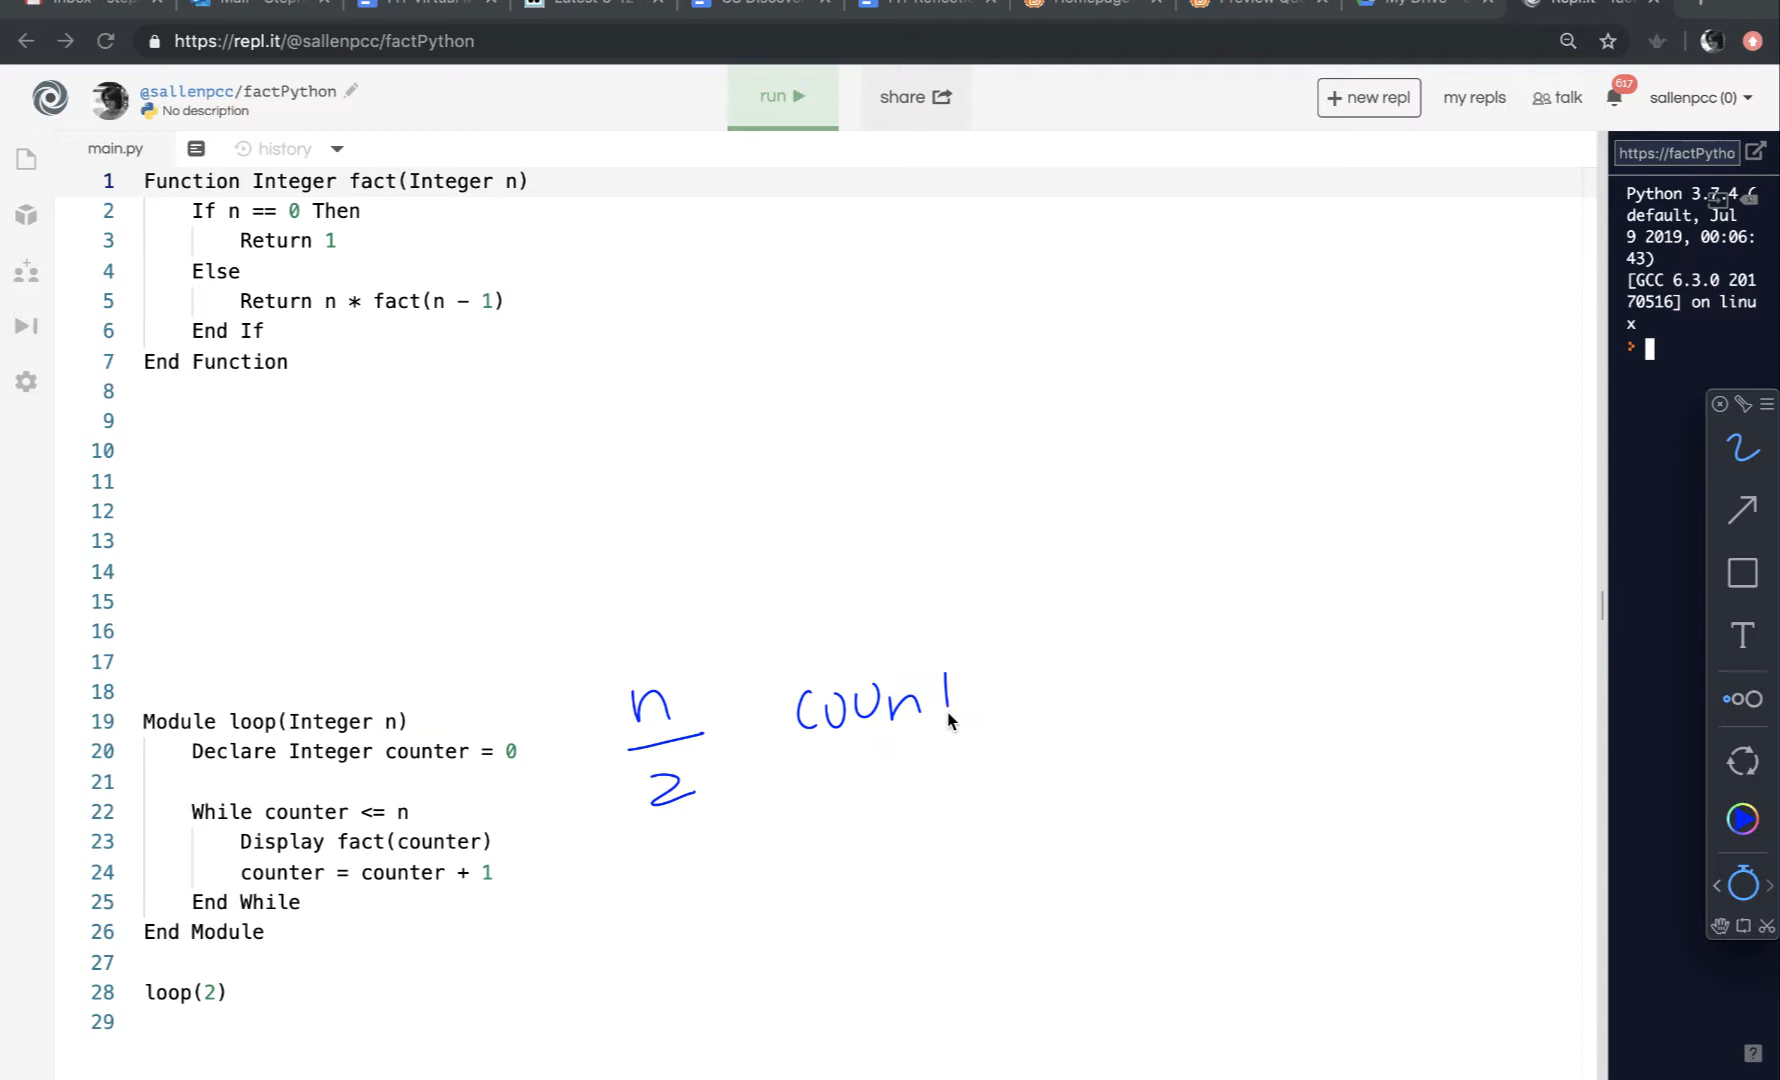 https://repl.it/@sallenpcc/factPython
@sallenpcc/factPython
No description
run
share
+ new repl
my repls
talk
617
sallenpcc (0)
main.py
history
https://factPytho
1 Function Integer fact(Integer n)
2 If n == 0 Then
3 Return 1
4 Else
5 Return n * fact(n - 1)
6 End If
7 End Function
8
9
10
11
12
13
14
15
16
17
18
19 Module loop(Integer n)
20 Declare Integer counter = 0
21
22 While counter <= n
23 Display fact(counter)
24 counter = counter + 1
25 End While
26 End Module
27
28 loop(2)
29
n
2
coun
Python 3.7.4
default, Jul
9 2019, 00:06:
43)
[GCC 6.3.0 201
70516] on linu
x
>
T
?